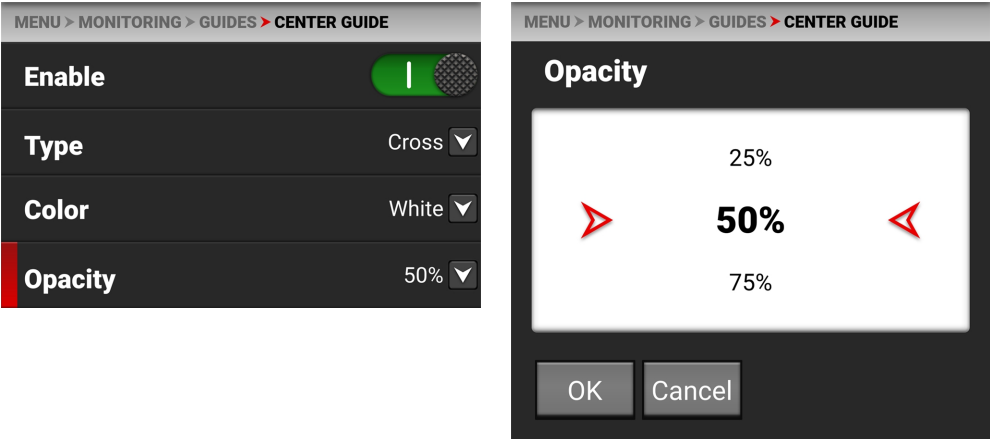 MENU > MONITORING > GUIDES > CENTER GUIDE
Enable
Type Cross
Color White
Opacity 50%
MENU > MONITORING > GUIDES > CENTER GUIDE
Opacity
25%
50%
75%
OK Cancel